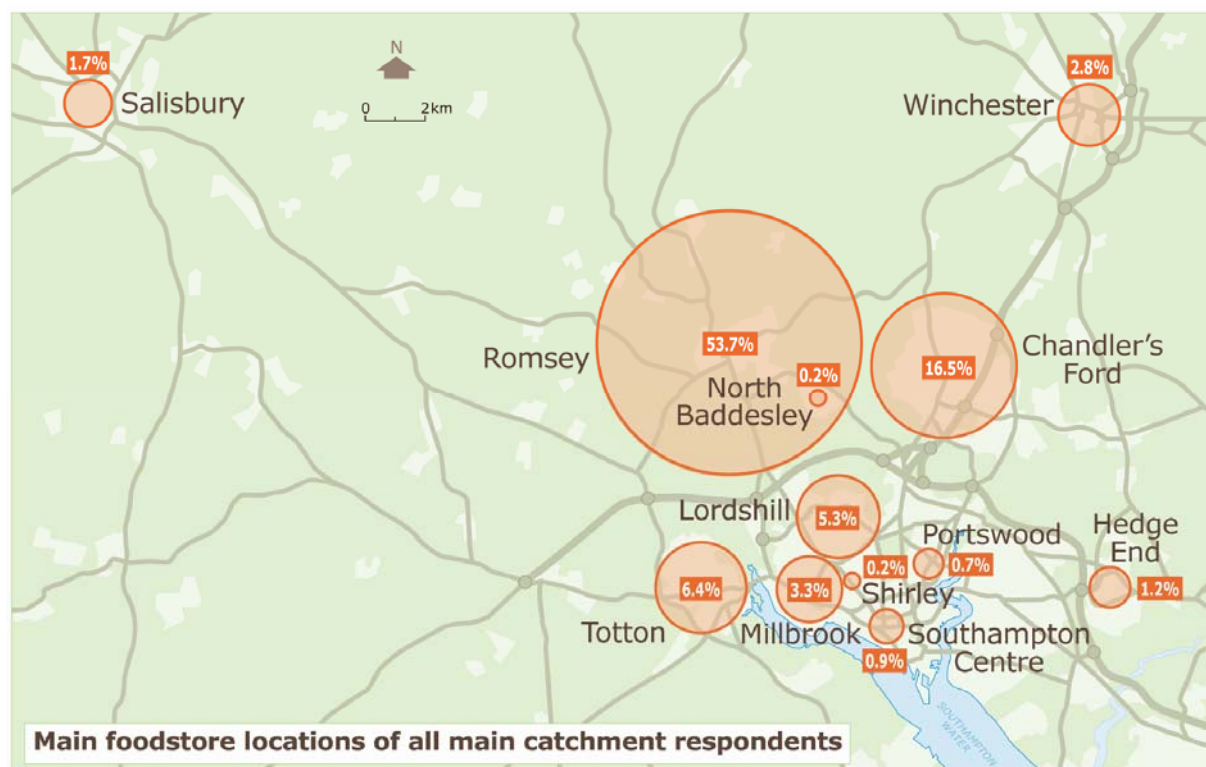 1.7%
Salisbury
N
0 2km
2.8%
Winchester
Romsey
53.7%
0.2%
North
Baddesley
16.5%
Chandler's
Ford
Lordshill
5.3%
Portswood
0.7%
Hedge
End
1.2%
6.4%
Totton
3.3%
Millbrook
0.2%
Shirley
Southampton
Centre
0.9%
SOUTHAMPTON
WATER
Main foodstore locations of all main catchment respondents